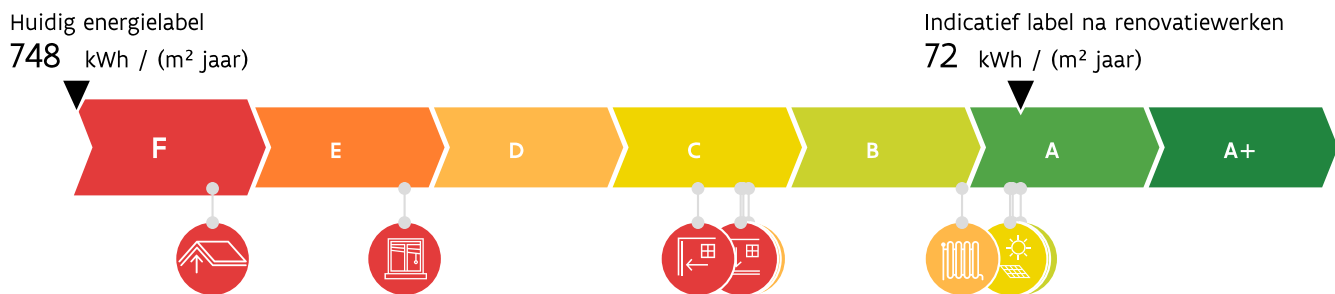 Huidig energielabel
748 kWh / (m² jaar)
Indicatief label na renovatiewerken
72 kWh / (m² jaar)
F E D C B A A+